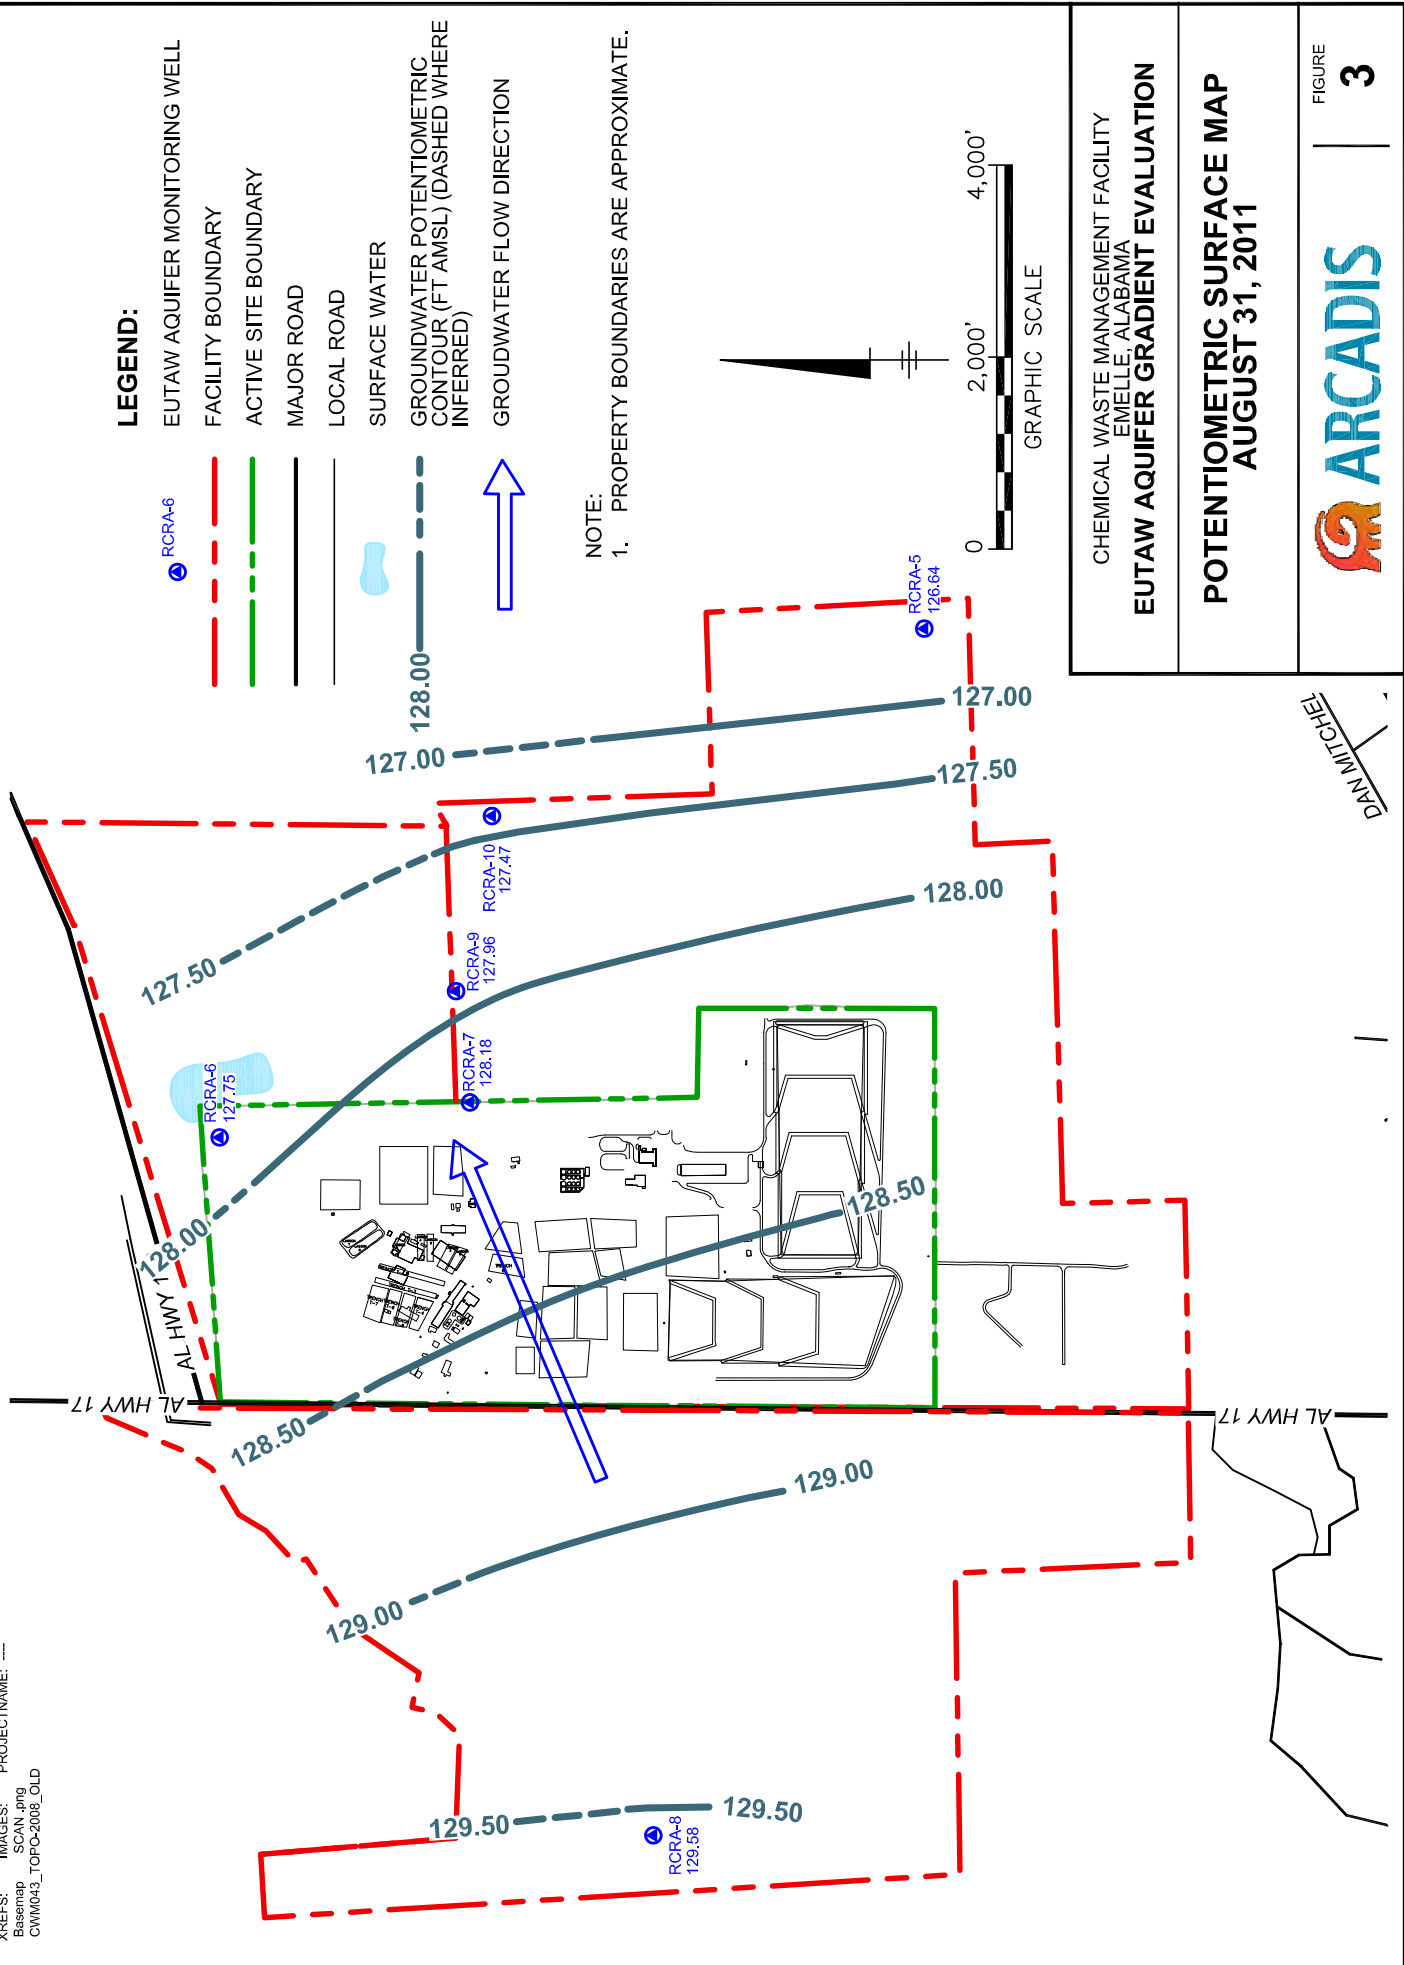 XREFS:
IMAGES:
PROJECTNAME: ---
Basemap
SCAN .png
CWM043_TOPO-2008_OLD
LEGEND:
RCRA-6
EUTAW AQUIFER MONITORING WELL
FACILITY BOUNDARY
ACTIVE SITE BOUNDARY
MAJOR ROAD
LOCAL ROAD
SURFACE WATER
128.00
GROUNDWATER POTENTIOMETRIC
CONTOUR (FT AMSL) (DASHED WHERE
INFERRED)
GROUDWATER FLOW DIRECTION
NOTE:
1. PROPERTY BOUNDARIES ARE APPROXIMATE.
0
2,000'
4,000'
GRAPHIC SCALE
AL HWY 17
AL HWY 1
AL HWY 17
DAN MITCHEL
129.50
129.50
129.00
129.00
128.50
128.50
128.00
128.00
127.50
127.50
127.00
127.00
RCRA-6
127.75
RCRA-7
128.18
RCRA-9
127.96
RCRA-10
127.47
RCRA-5
126.64
RCRA-8
129.58
TRENCH
CHEMICAL WASTE MANAGEMENT FACILITY
EMELLE, ALABAMA
EUTAW AQUIFER GRADIENT EVALUATION
POTENTIOMETRIC SURFACE MAP
AUGUST 31, 2011
ARCADIS
FIGURE
3